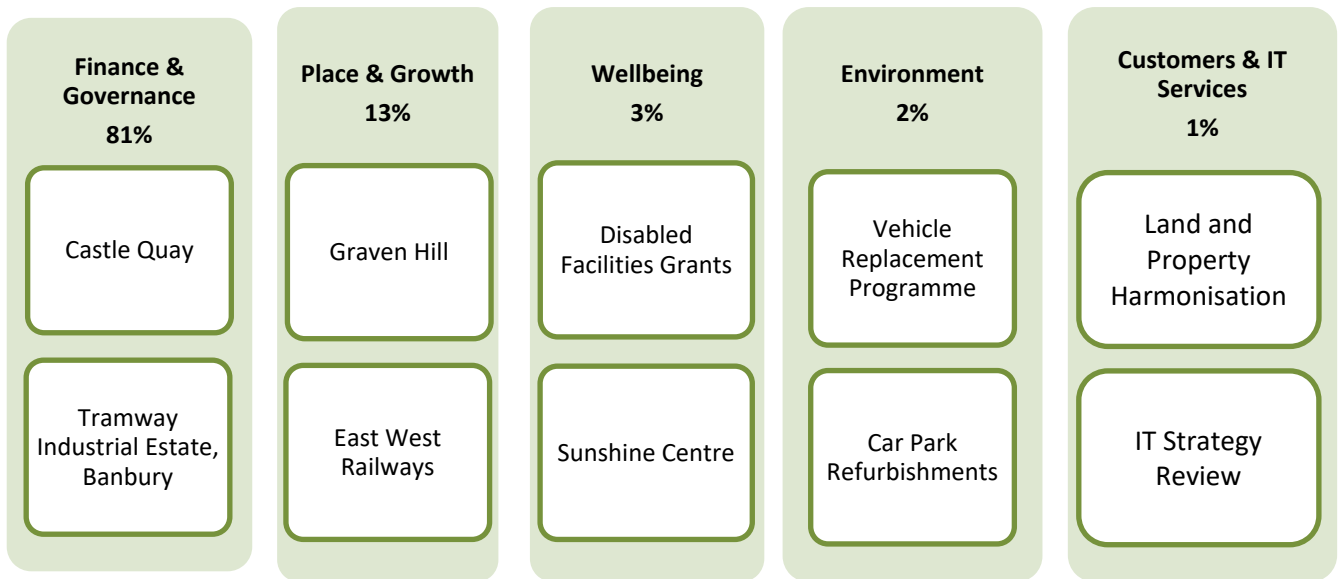 Finance &
Governance
81%
Castle Quay
Tramway
Industrial Estate,
Banbury
Place & Growth
13%
Graven Hill
East West
Railways
Wellbeing
3%
Disabled
Facilities Grants
Sunshine Centre
Environment
2%
Vehicle
Replacement
Programme
Car Park
Refurbishments
Customers & IT
Services
1%
Land and
Property
Harmonisation
IT Strategy
Review